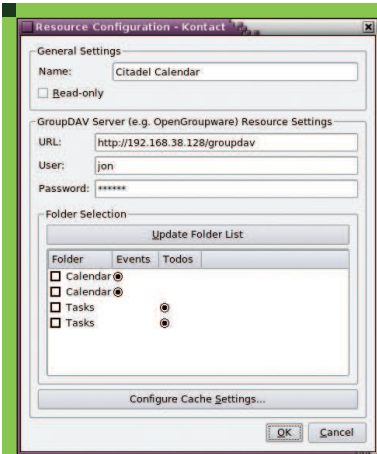 Resource Configuration - Kontact
General Settings
Name: Citadel Calendar
Read-only
GroupDAV Server (e.g. OpenGroupware) Resource Settings
URL: http://192.168.38.128/groupdav
User: jon
Password: ******
Folder Selection
Update Folder List
Folder Events Todos
Calendar
Calendar
Tasks
Tasks
Configure Cache Settings...
OK Cancel